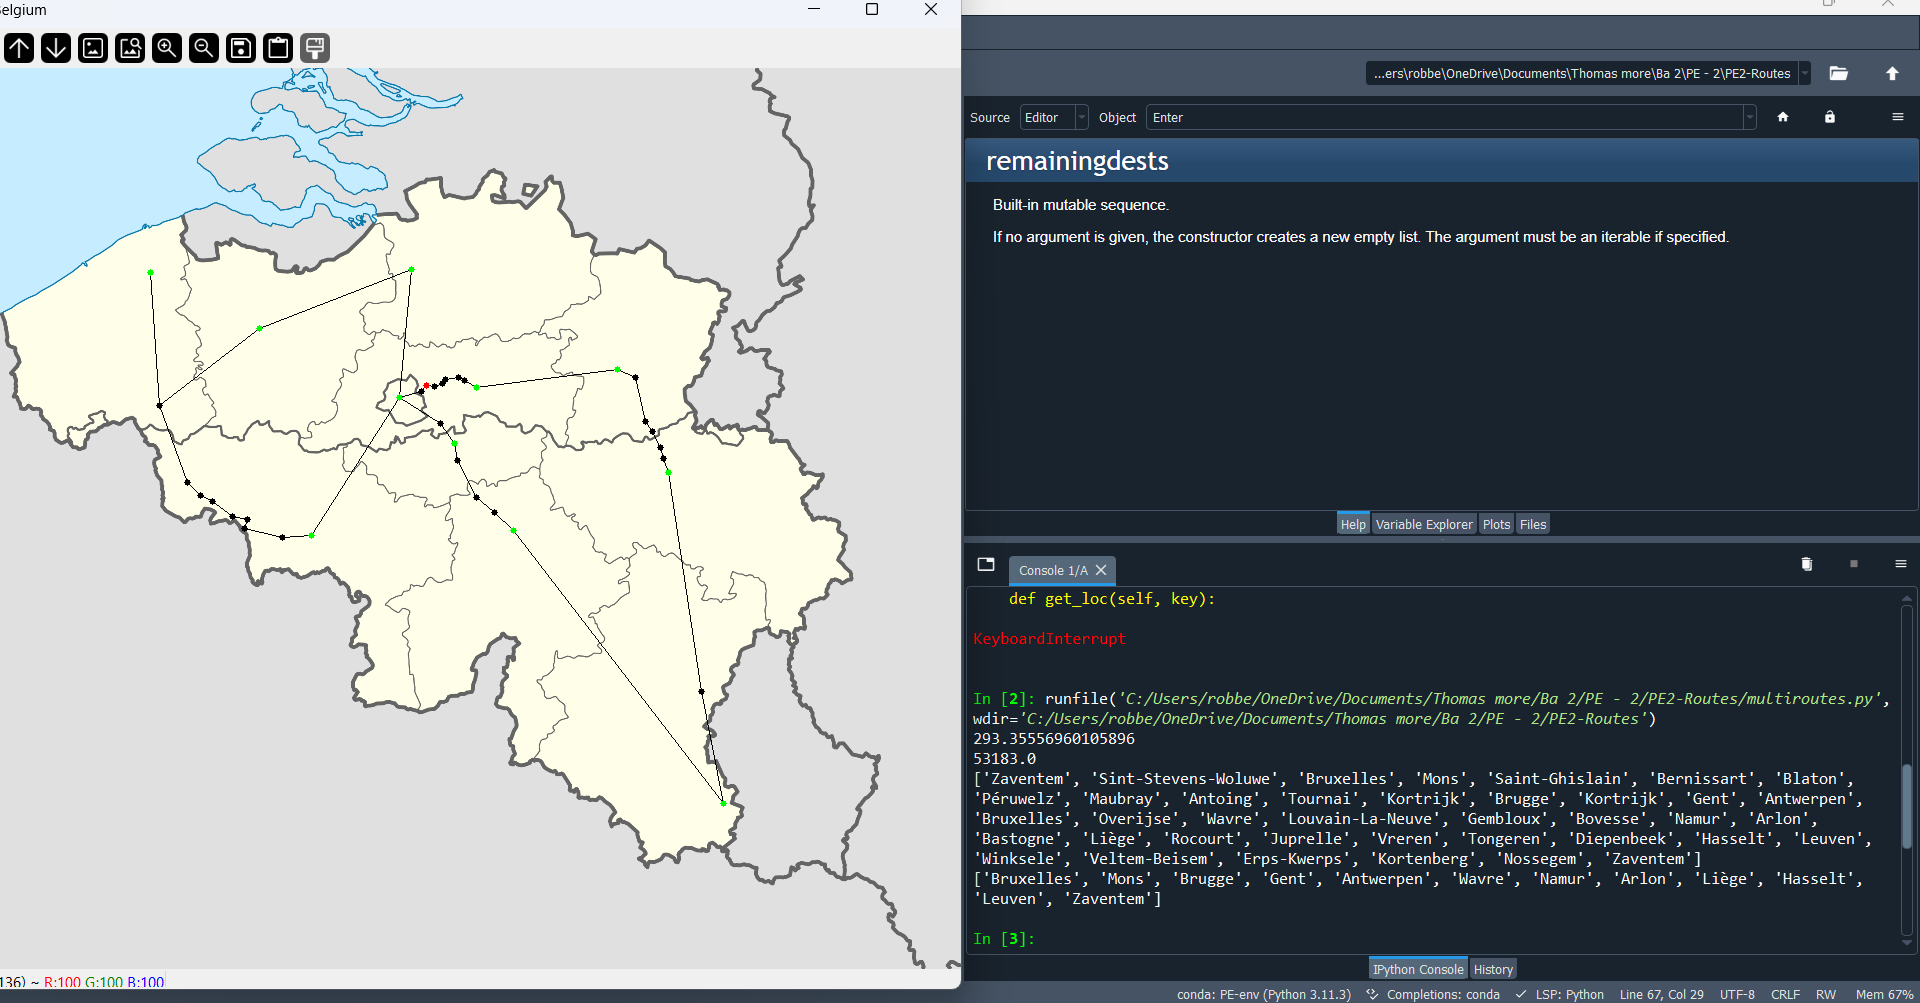 elgium
...ers\robbe\OneDrive\Documents\Thomas more\Ba 2\PE - 2\PE2-Routes
Source Editor Object Enter
remainingdests
Built-in mutable sequence.
If no argument is given, the constructor creates a new empty list. The argument must be an iterable if specified.
Help Variable Explorer Plots Files
Console 1/A
def get_loc(self, key):
KeyboardInterrupt
In [2]: runfile('C:/Users/robbe/OneDrive/Documents/Thomas more/Ba 2/PE - 2/PE2-Routes/multiroutes.py',
wdir='C:/Users/robbe/OneDrive/Documents/Thomas more/Ba 2/PE - 2/PE2-Routes')
293.35556960105896
53183.0
['Zaventem', 'Sint-Stevens-Woluwe', 'Bruxelles', 'Mons', 'Saint-Ghislain', 'Bernissart', 'Blaton',
'Péruwelz', 'Maubray', 'Antoing', 'Tournai', 'Kortrijk', 'Brugge', 'Kortrijk', 'Gent', 'Antwerpen',
'Bruxelles', 'Overijse', 'Wavre', 'Louvain-La-Neuve', 'Gembloux', 'Bovesse', 'Namur', 'Arlon',
'Bastogne', 'Liège', 'Rocourt', 'Juprelle', 'Vreren', 'Tongeren', 'Diepenbeek', 'Hasselt', 'Leuven',
'Winksele', 'Veltem-Beisem', 'Erps-Kwerps', 'Kortenberg', 'Nossegem', 'Zaventem']
['Bruxelles', 'Mons', 'Brugge', 'Gent', 'Antwerpen', 'Wavre', 'Namur', 'Arlon', 'Liège', 'Hasselt',
'Leuven', 'Zaventem']
In [3]:
IPython Console History
136) ~ R:100 G:100 B:100
conda: PE-env (Python 3.11.3) Completions: conda LSP: Python Line 67, Col 29 UTF-8 CRLF RW Mem 67%